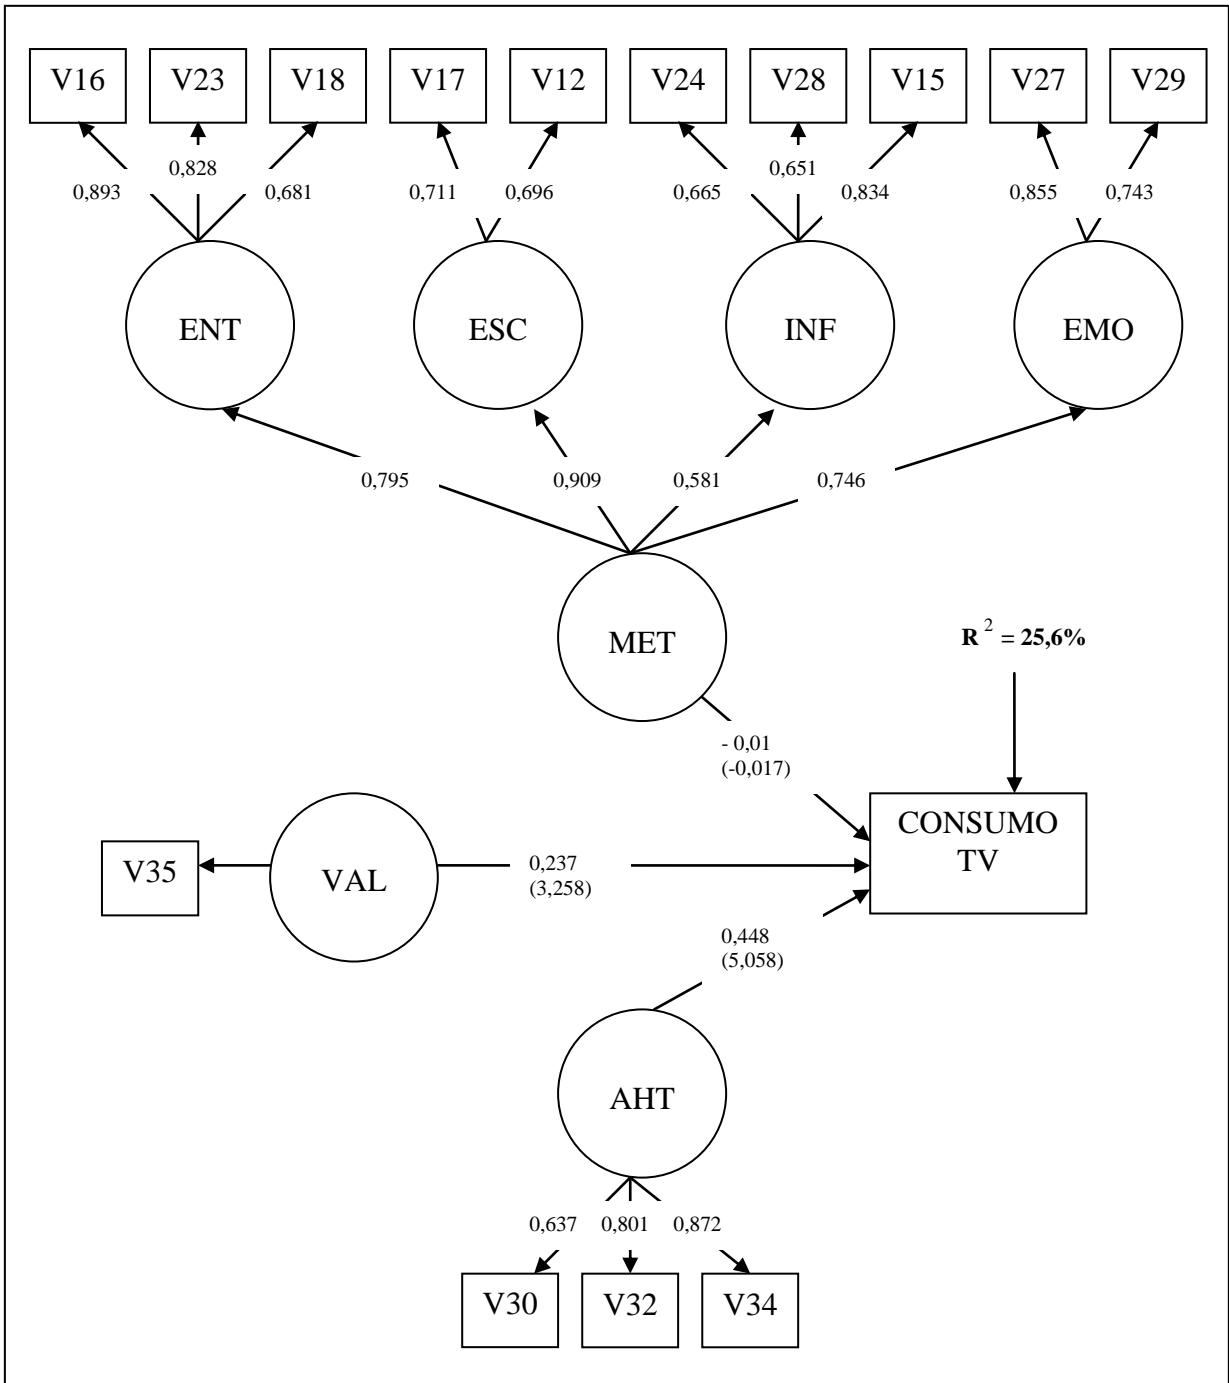 V16 V23 V18 V17 V12 V24 V28 V15 V27 V29
0,828 0,651
0,893 0,681 0,711 0,696 0,665 0,834 0,855 0,743
ENT ESC INF EMO
0,795 0,909 0,581 0,746
MET
R 2 = 25,6%
- 0,01
(-0,017)
CONSUMO
TV
V35 VAL
0,237
(3,258)
0,448
(5,058)
AHT
0,637 0,801 0,872
V30 V32 V34